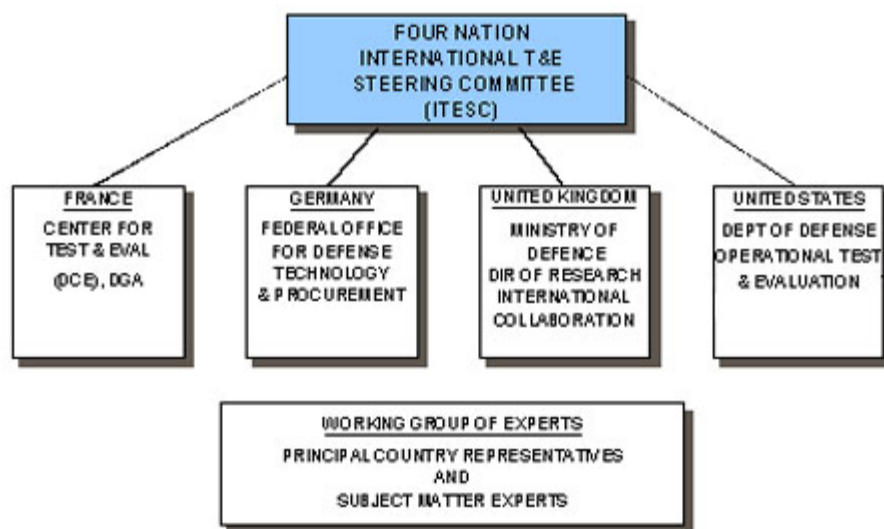 FOUR NATION
INTERNATIONAL T&E
STEERING COMMITTEE
(ITESC)
FRANCE
CENTER FOR
TEST & EVAL
(DCE), DGA
GERMANY
FEDERAL OFFICE
FOR DEFENSE
TECHNOLOGY
& PROCUREMENT
UNITED KINGDOM
MINISTRY OF
DEFENCE
DIR OF RESEARCH
INTERNATIONAL
COLLABORATION
UNITED STATES
DEPT OF DEFENSE
OPERATIONAL TEST
& EVALUATION
WORKING GROUP OF EXPERTS
PRINCIPAL COUNTRY REPRESENTATIVES
AND
SUBJECT MATTER EXPERTS